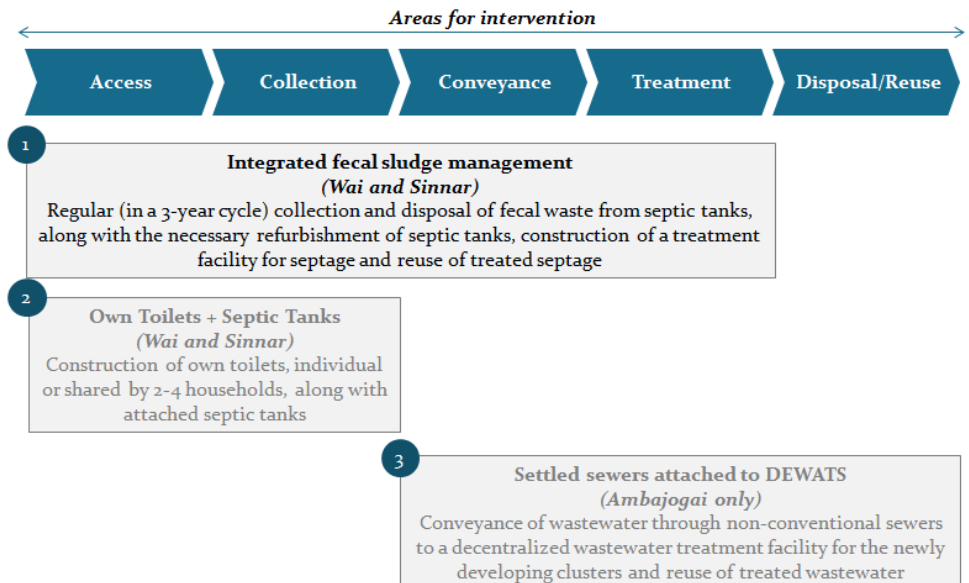 Areas for intervention
Access
Collection
Conveyance
Treatment
Disposal/Reuse
1
Integrated fecal sludge management
(Wai and Sinnar)
Regular (in a 3-year cycle) collection and disposal of fecal waste from septic tanks,
along with the necessary refurbishment of septic tanks, construction of a treatment
facility for septage and reuse of treated septage
2
Own Toilets + Septic Tanks
(Wai and Sinnar)
Construction of own toilets, individual
or shared by 2-4 households, along with
attached septic tanks
3
Settled sewers attached to DEWATS
(Ambajogai only)
Conveyance of wastewater through non-conventional sewers
to a decentralized wastewater treatment facility for the newly
developing clusters and reuse of treated wastewater